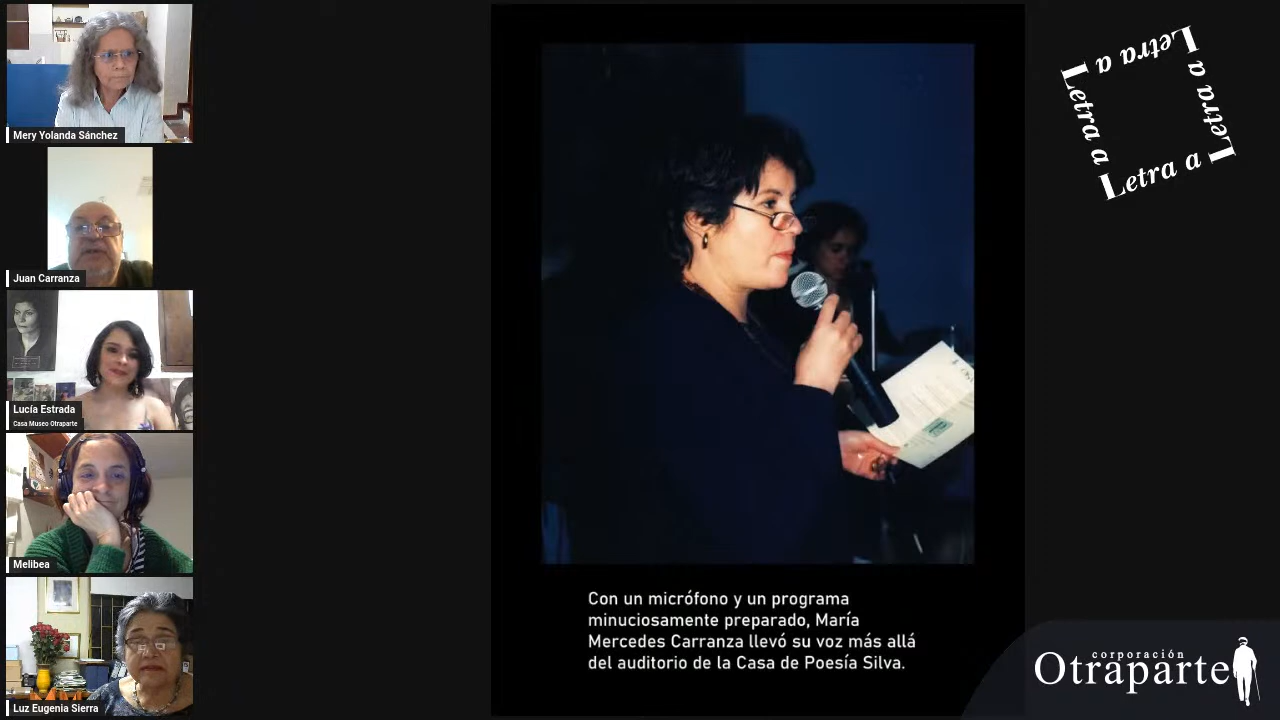 Mery Yolanda Sánchez
Juan Carranza
Lucía Estrada
Casa Museo Otraparte
Melibea
Luz Eugenia Sierra
Con un micrófono y un programa
minuciosamente preparado, María
Mercedes Carranza llevó su voz más allá
del auditorio de la Casa de Poesía Silva.
Letra a
Letra a
Letra a
Letra a
corporación
Otraparte